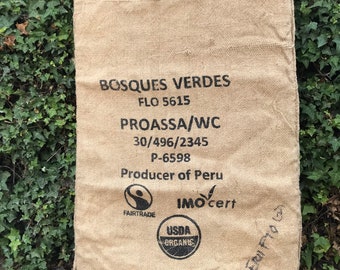 BOSQUES VERDES
FLO 5615
PROASSA/WC
30/496/2345
P-6598
Producer of Peru
FAIRTRADE
IMOcert
USDA
ORGANIC